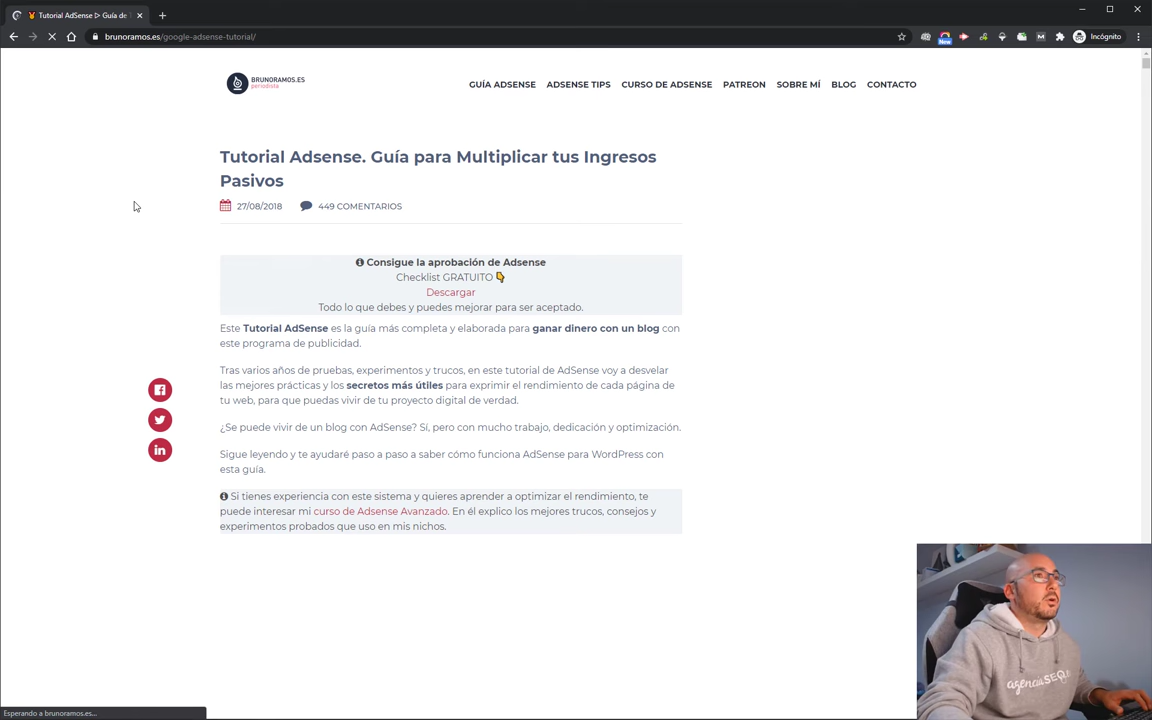 Tutorial AdSense ▷ Guía de
brunoramos.es/google-adsense-tutorial/
New
Incógnito
BRUNORAMOS.ES
periodista
GUÍA ADSENSE
ADSENSE TIPS
CURSO DE ADSENSE
PATREON
SOBRE MÍ
BLOG
CONTACTO
Tutorial Adsense. Guía para Multiplicar tus Ingresos
Pasivos
27/08/2018
449 COMENTARIOS
Consigue la aprobación de Adsense
Checklist GRATUITO
Descargar
Todo lo que debes y puedes mejorar para ser aceptado.
Este Tutorial AdSense es la guía más completa y elaborada para ganar dinero con un blog con
este programa de publicidad.
Tras varios años de pruebas, experimentos y trucos, en este tutorial de AdSense voy a desvelar
las mejores prácticas y los secretos más útiles para exprimir el rendimiento de cada página de
tu web, para que puedas vivir de tu proyecto digital de verdad.
¿Se puede vivir de un blog con AdSense? Sí, pero con mucho trabajo, dedicación y optimización.
Sigue leyendo y te ayudaré paso a paso a saber cómo funciona AdSense para WordPress con
esta guía.
Si tienes experiencia con este sistema y quieres aprender a optimizar el rendimiento, te
puede interesar mi curso de Adsense Avanzado. En él explico los mejores trucos, consejos y
experimentos probados que uso en mis nichos.
agenciaSEO
Esperando a brunoramos.es...